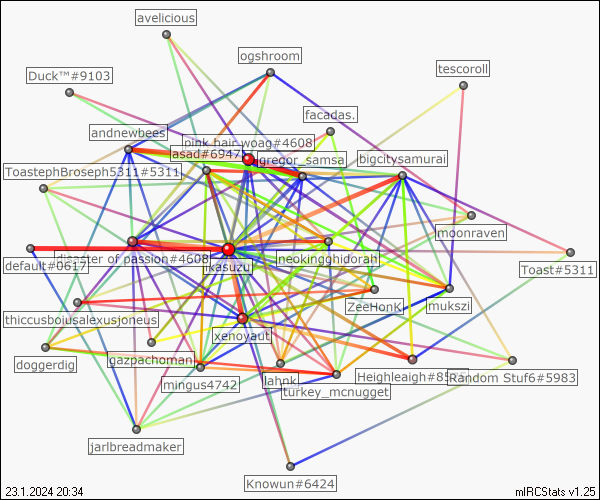 avelicious
ogshroom
tescoroll
Duck™#9103
facadas.
andnewbees
pink hair woag#4608
asad#6947
gregor_samsa
bigcitysamurai
ToastephBroseph5311#5311
moonraven
default#0617
disaster of passion#4608
ikasuzu
neokingghidorah
Toast#5311
ZeeHonK
mukszi
thiccusboiusalexusjoneus
xenoyaut
gazpachoman
doggerdig
mingus4742
lahnk
turkey_mcnugget
Heighleigh#85
Random Stuf6#5983
jarlbreadmaker
Knowun#6424
23.1.2024 20:34
mIRCStats v1.25